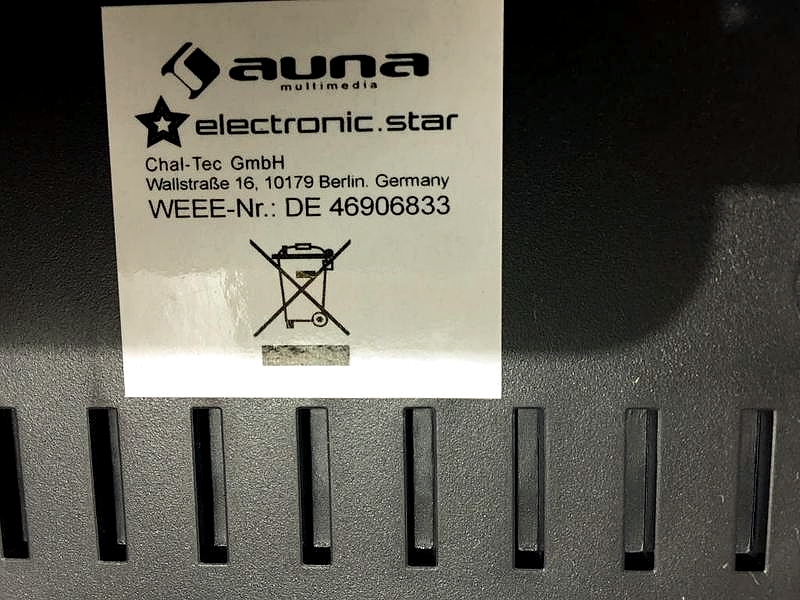 auna
multimedia
electronic.star
Chal-Tec GmbH
Wallstraße 16, 10179 Berlin. Germany
WEEE-Nr.: DE 46906833